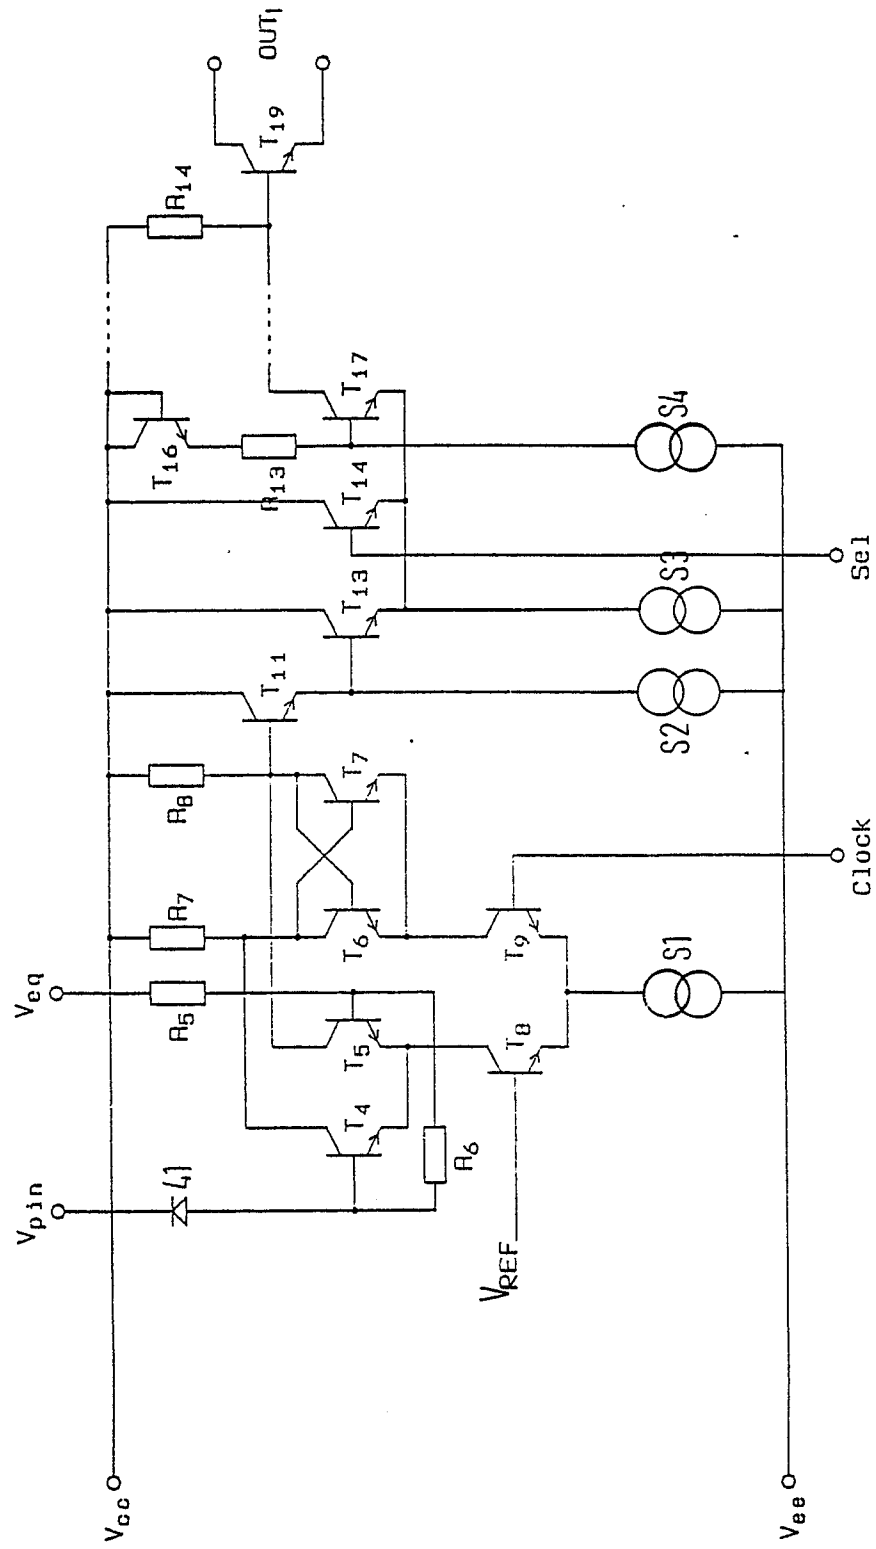 OUT1
T19
R14
T17
T16
R13
T14
S4
Sel
T13
S3
T11
S2
T7
R8
Clock
R7
T6
T9
S1
Veq
R5
T5
T8
T4
R6
41
Vpin
VREF
Vcc
Vee